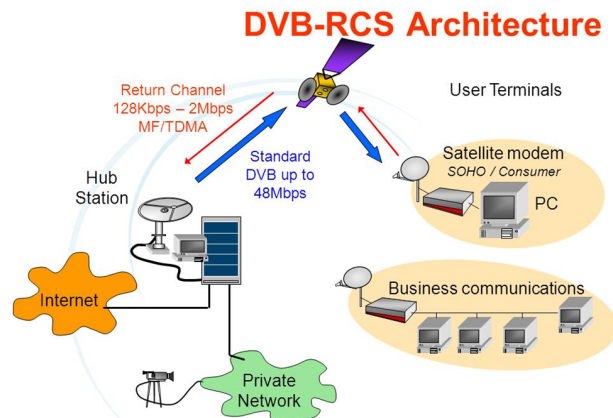 DVB-RCS Architecture
Return Channel
128Kbps – 2Mbps
MF/TDMA
User Terminals
Standard
DVB up to
48Mbps
Satellite modem
SOHO / Consumer
PC
Hub
Station
Internet
Business communications
Private
Network